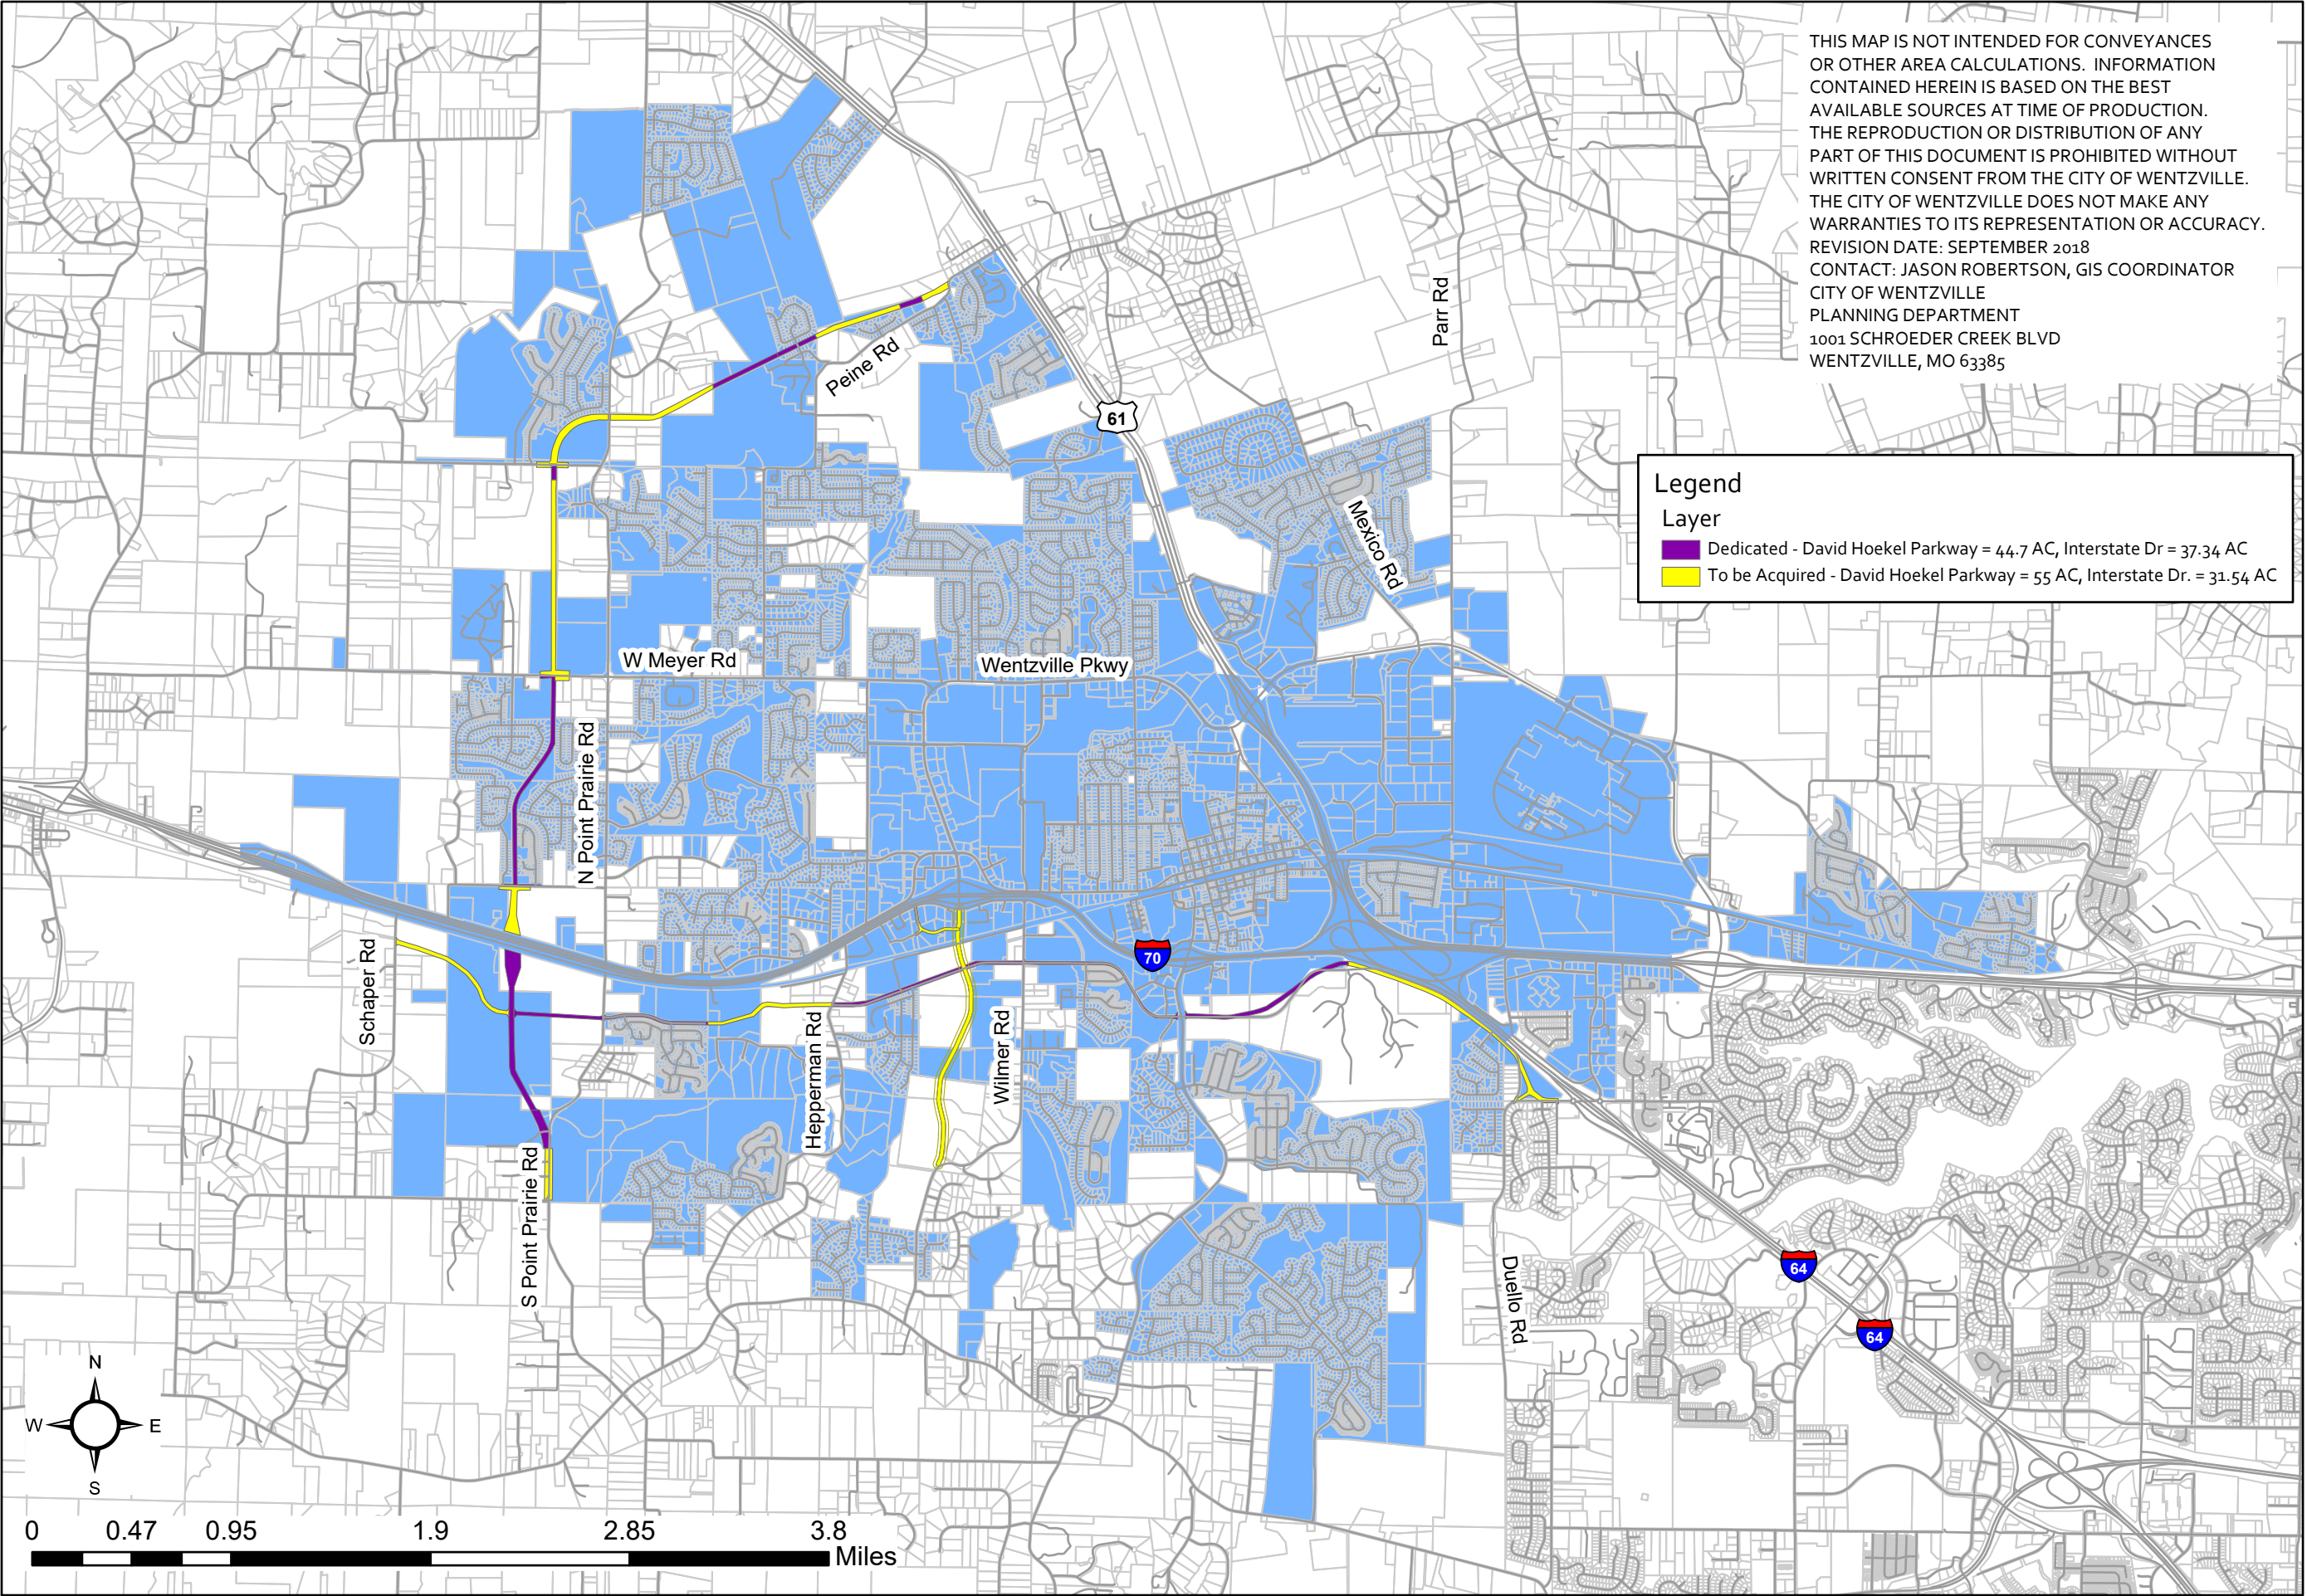 THIS MAP IS NOT INTENDED FOR CONVEYANCES
OR OTHER AREA CALCULATIONS. INFORMATION
CONTAINED HEREIN IS BASED ON THE BEST
AVAILABLE SOURCES AT TIME OF PRODUCTION.
THE REPRODUCTION OR DISTRIBUTION OF ANY
PART OF THIS DOCUMENT IS PROHIBITED WITHOUT
WRITTEN CONSENT FROM THE CITY OF WENTZVILLE.
THE CITY OF WENTZVILLE DOES NOT MAKE ANY
WARRANTIES TO ITS REPRESENTATION OR ACCURACY.
REVISION DATE: SEPTEMBER 2018
CONTACT: JASON ROBERTSON, GIS COORDINATOR
CITY OF WENTZVILLE
PLANNING DEPARTMENT
1001 SCHROEDER CREEK BLVD
WENTZVILLE, MO 63385
Parr Rd
Peine Rd
61
Legend
Layer
Dedicated - David Hoekel Parkway = 44.7 AC, Interstate Dr = 37.34 AC
To be Acquired - David Hoekel Parkway = 55 AC, Interstate Dr. = 31.54 AC
Mexico Rd
W Meyer Rd
Wentzville Pkwy
N Point Prairie Rd
70
Schaper Rd
Hepperman Rd
Wilmer Rd
S Point Prairie Rd
Duello Rd
64
64
N
W
E
S
0 0.47 0.95 1.9 2.85 3.8
Miles